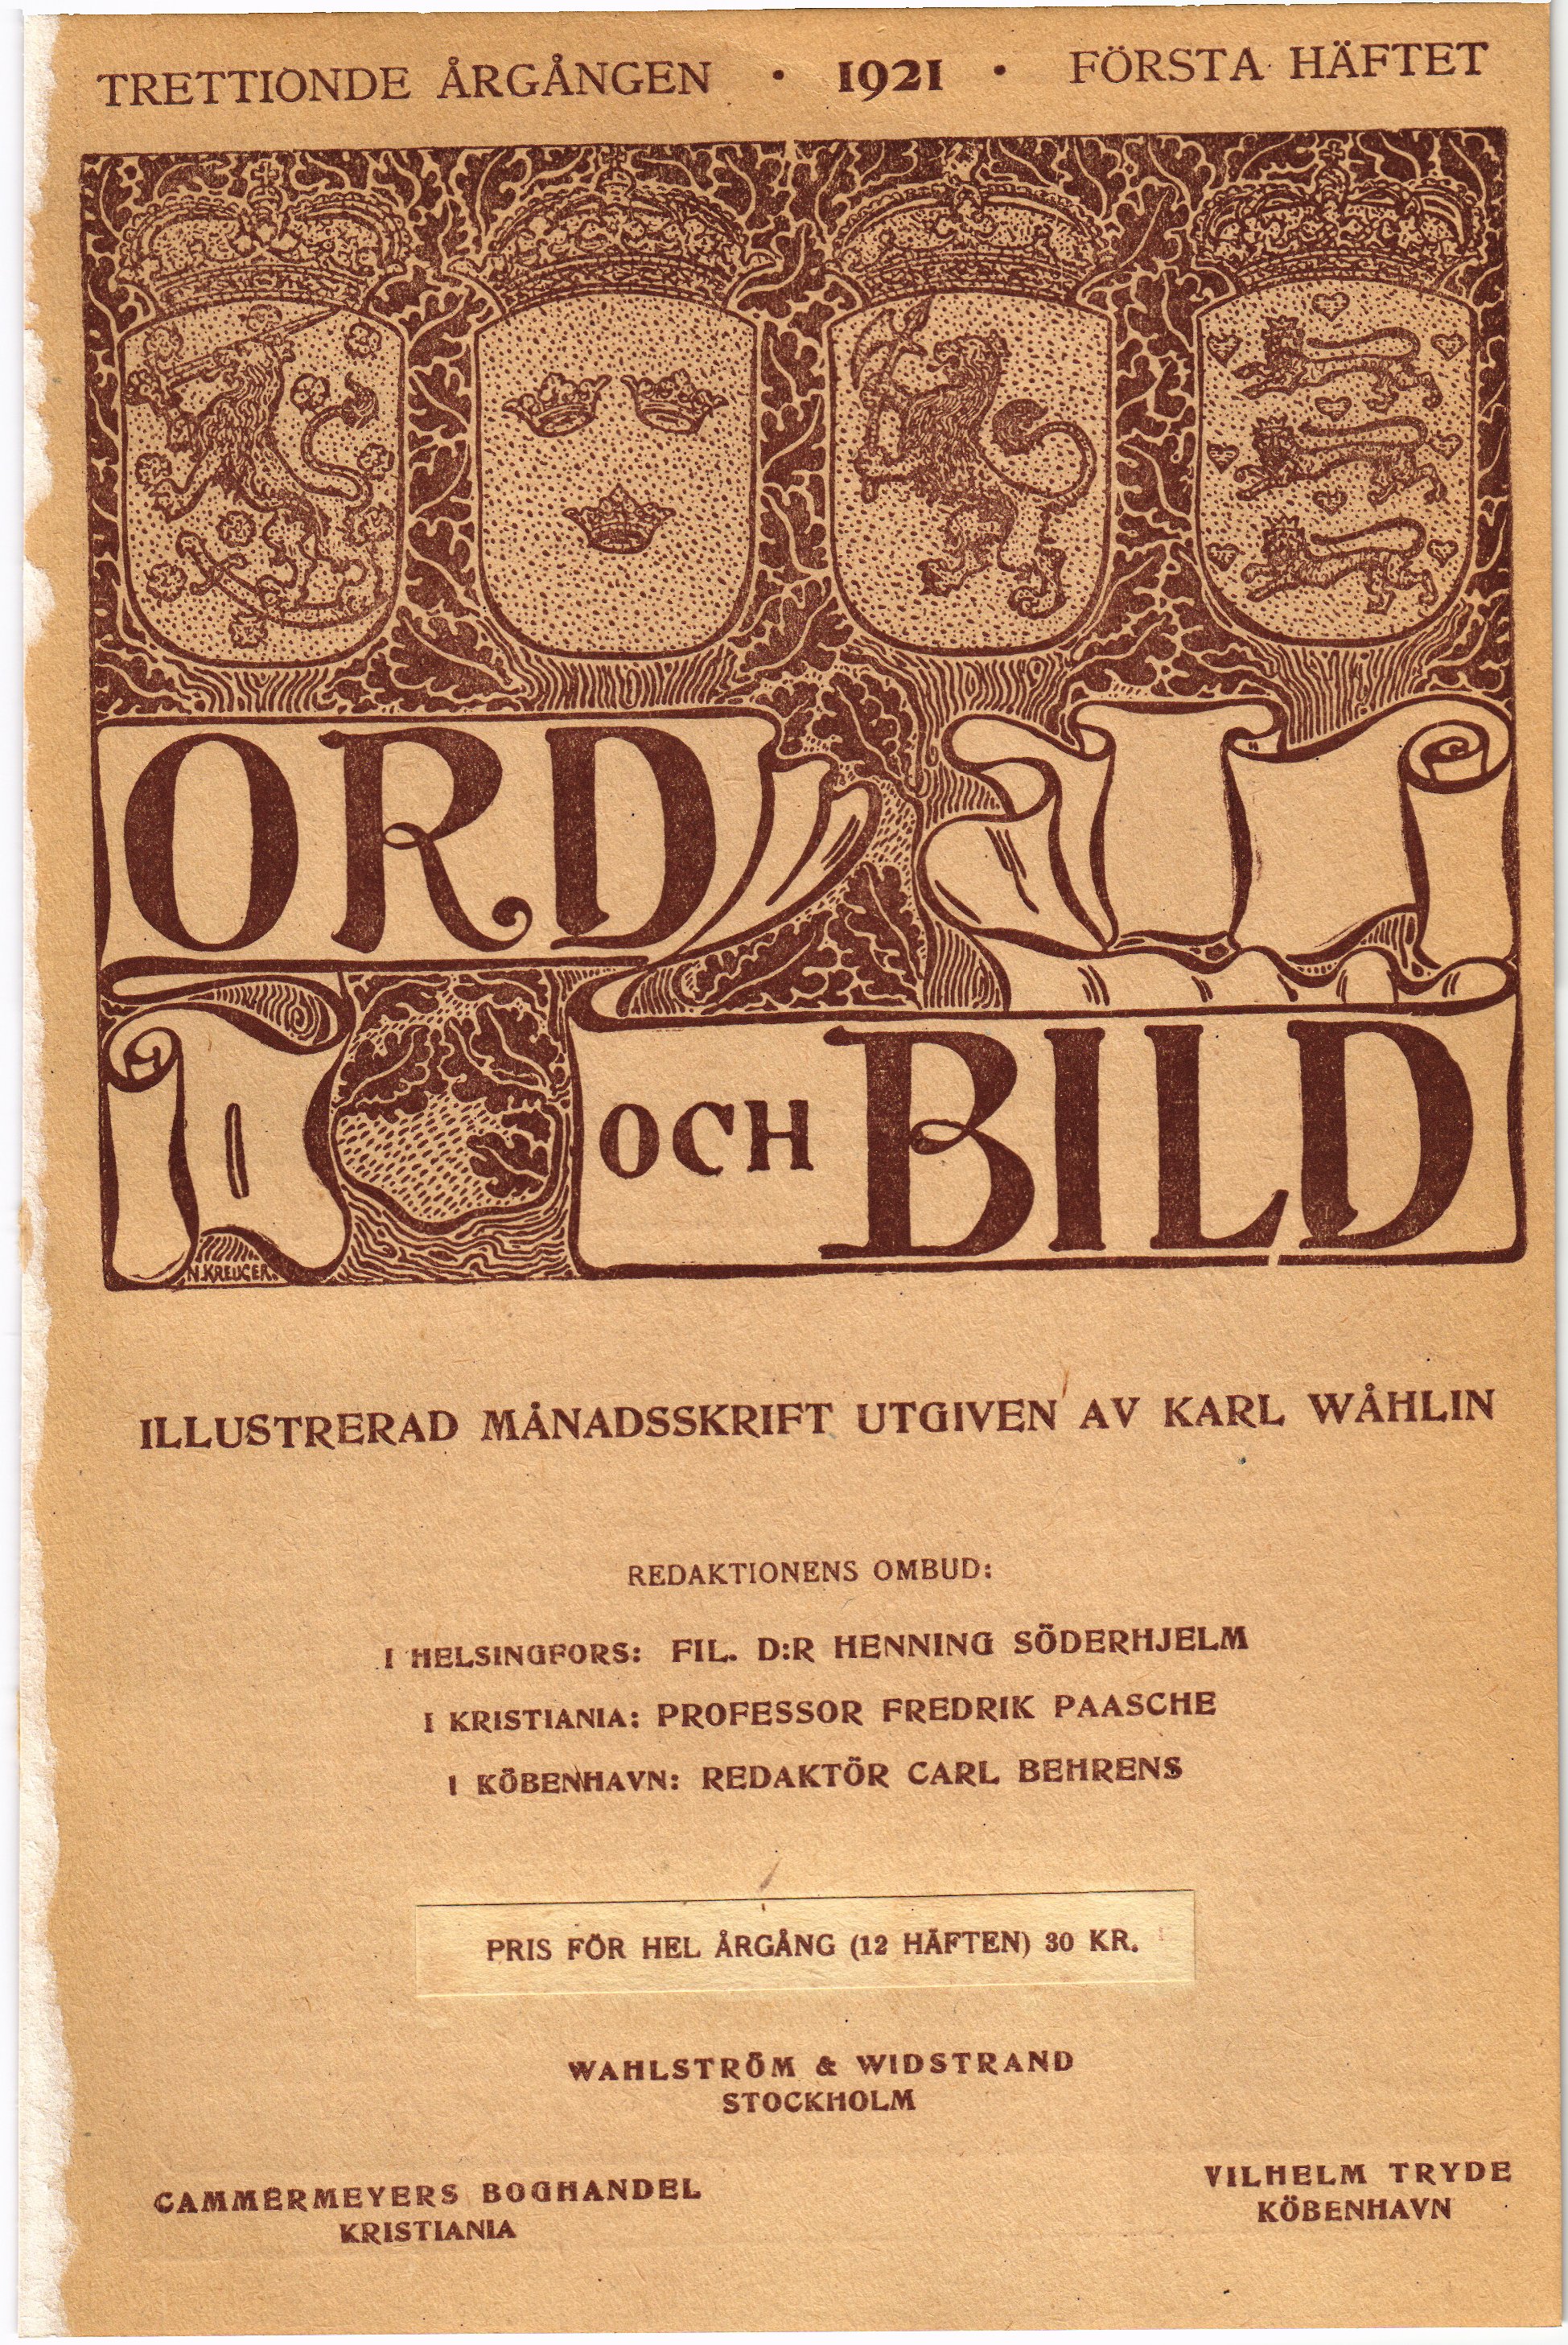 TRETTIONDE ÅRGÅNGEN • 1921 • FÖRSTA HÄFTET
ORD
OCH BILD
N. KREUGER.
ILLUSTRERAD MÅNADSSKRIFT UTGIVEN AV KARL WÅHLIN
REDAKTIONENS OMBUD:
I HELSINGFORS: FIL. D:R HENNING SÖDERHJELM
I KRISTIANIA: PROFESSOR FREDRIK PAASCHE
I KÖBENHAVN: REDAKTÖR CARL BEHRENS
PRIS FÖR HEL ÅRGÅNG (12 HÄFTEN) 30 KR.
WAHLSTRÖM & WIDSTRAND
STOCKHOLM
CAMMERMEYERS BOGHANDEL
KRISTIANIA
VILHELM TRYDE
KÖBENHAVN